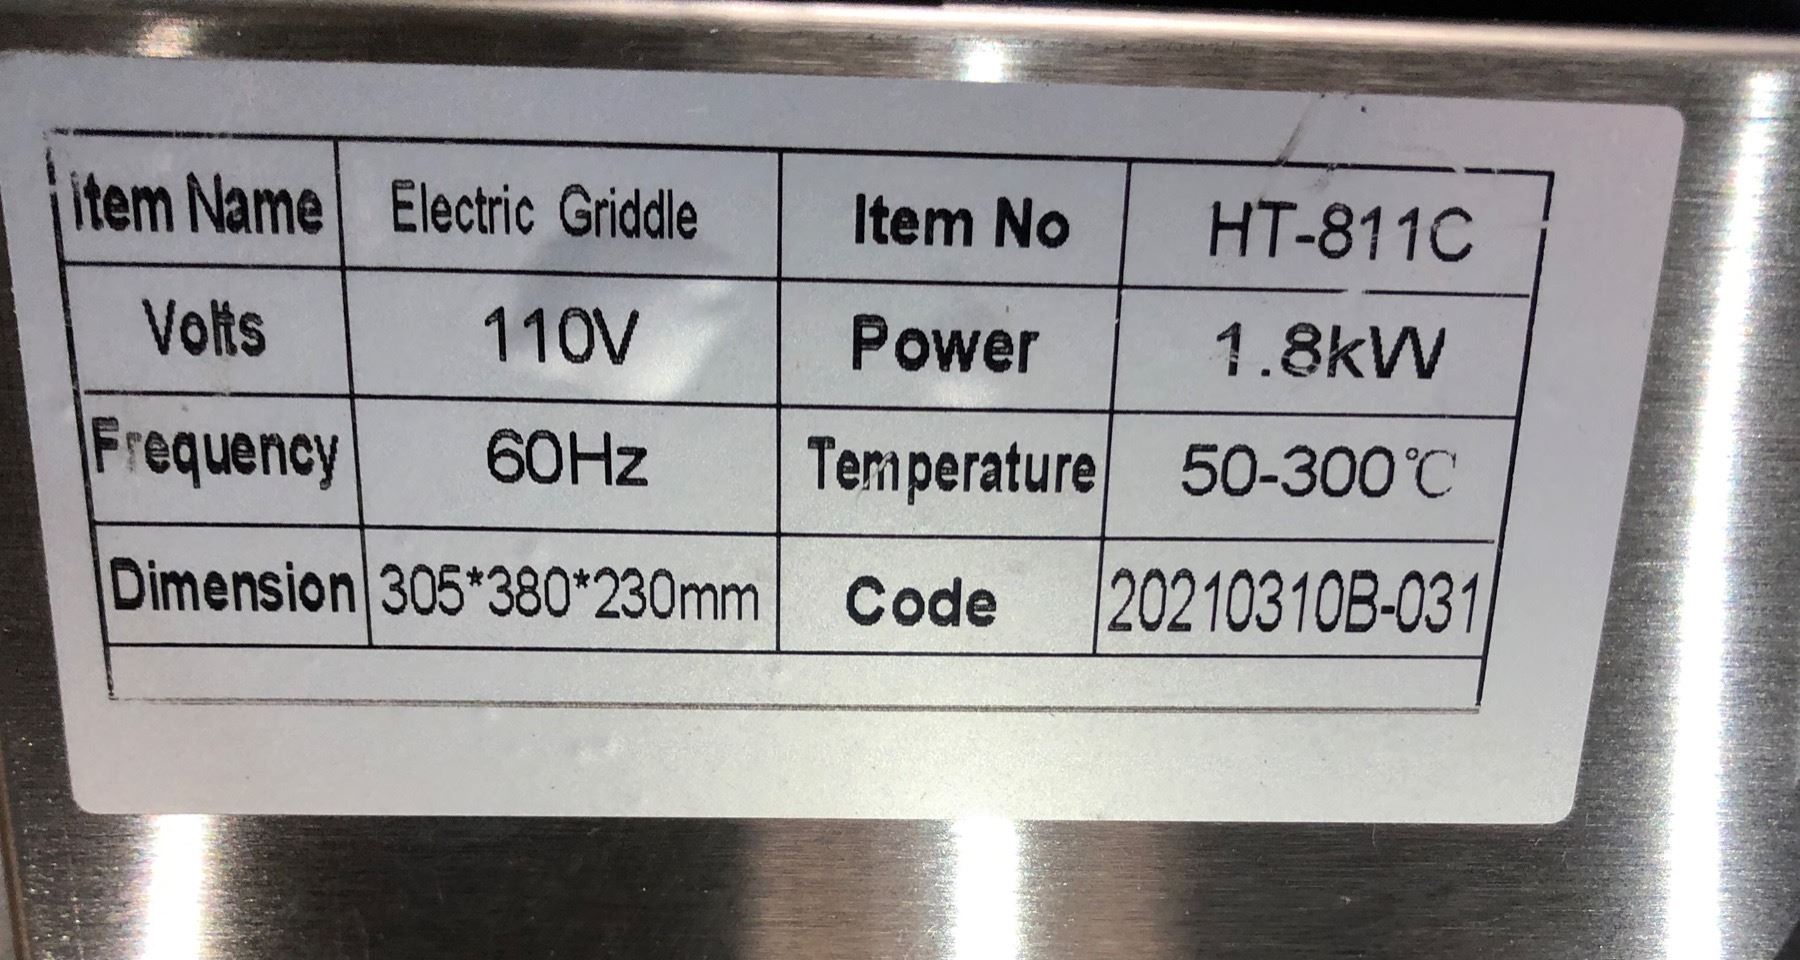 Item Name Electric Griddle Item No HT-811C
Volts 110V Power 1.8kW
Frequency 60Hz Temperature 50-300℃
Dimension 305*380*230mm Code 20210310B-031